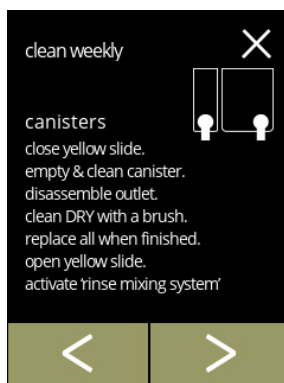 clean weekly
canisters
close yellow slide.
empty & clean canister.
disassemble outlet.
clean DRY with a brush.
replace all when finished.
open yellow slide.
activate ‘rinse mixing system’